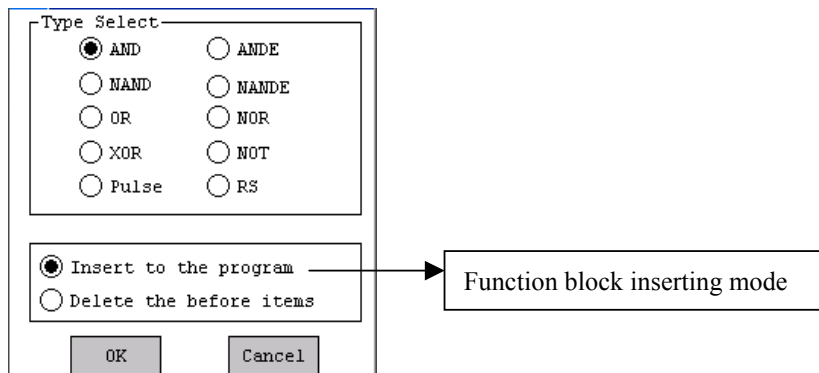 Type Select
AND ANDE
NAND NANDE
OR NOR
XOR NOT
Pulse RS
Insert to the program
Function block inserting mode
Delete the before items
OK Cancel